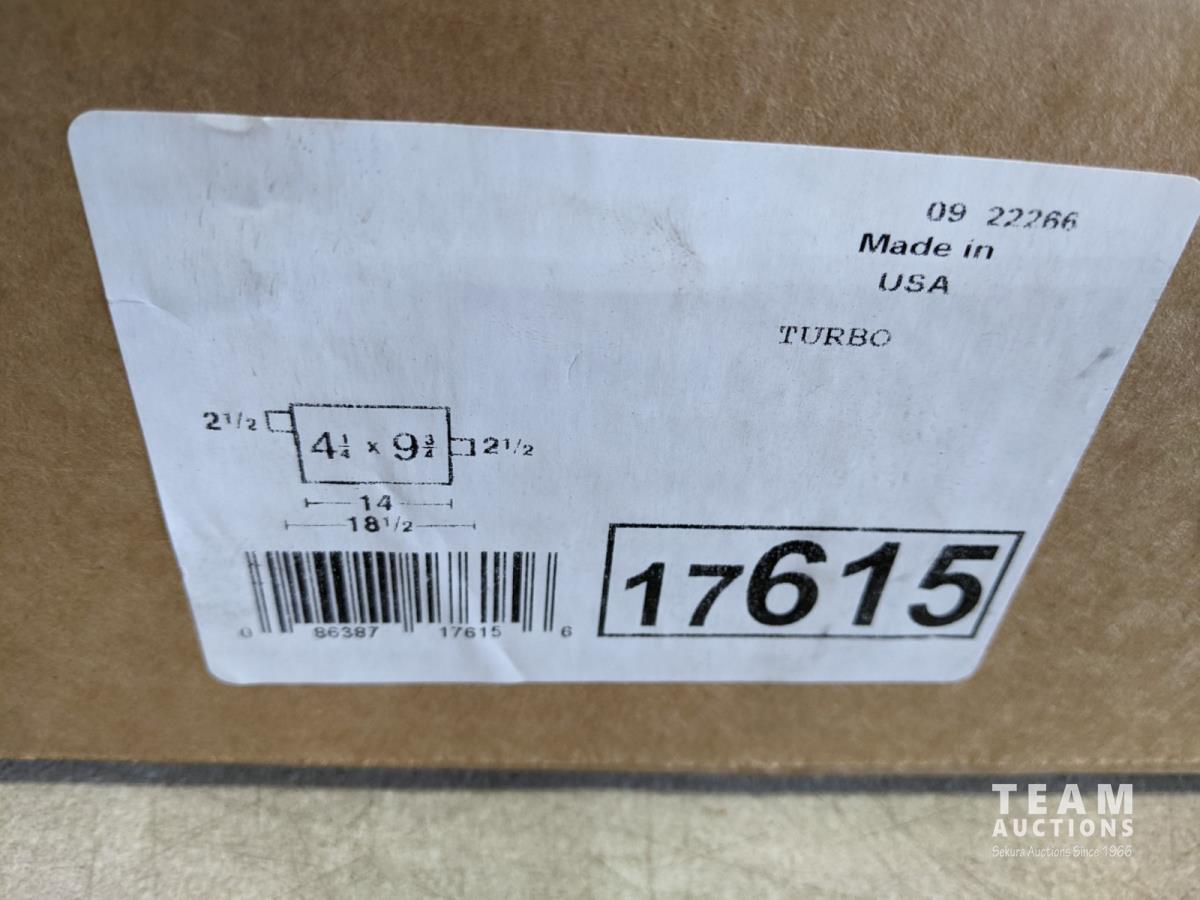 09 22266
Made in
USA
TURBO
2 1/2
4 1/4 x 9 3/4
2 1/2
14
18 1/2
0 86387 17615 6
17615
TEAM
AUCTIONS
Sekura Auctions Since 1966